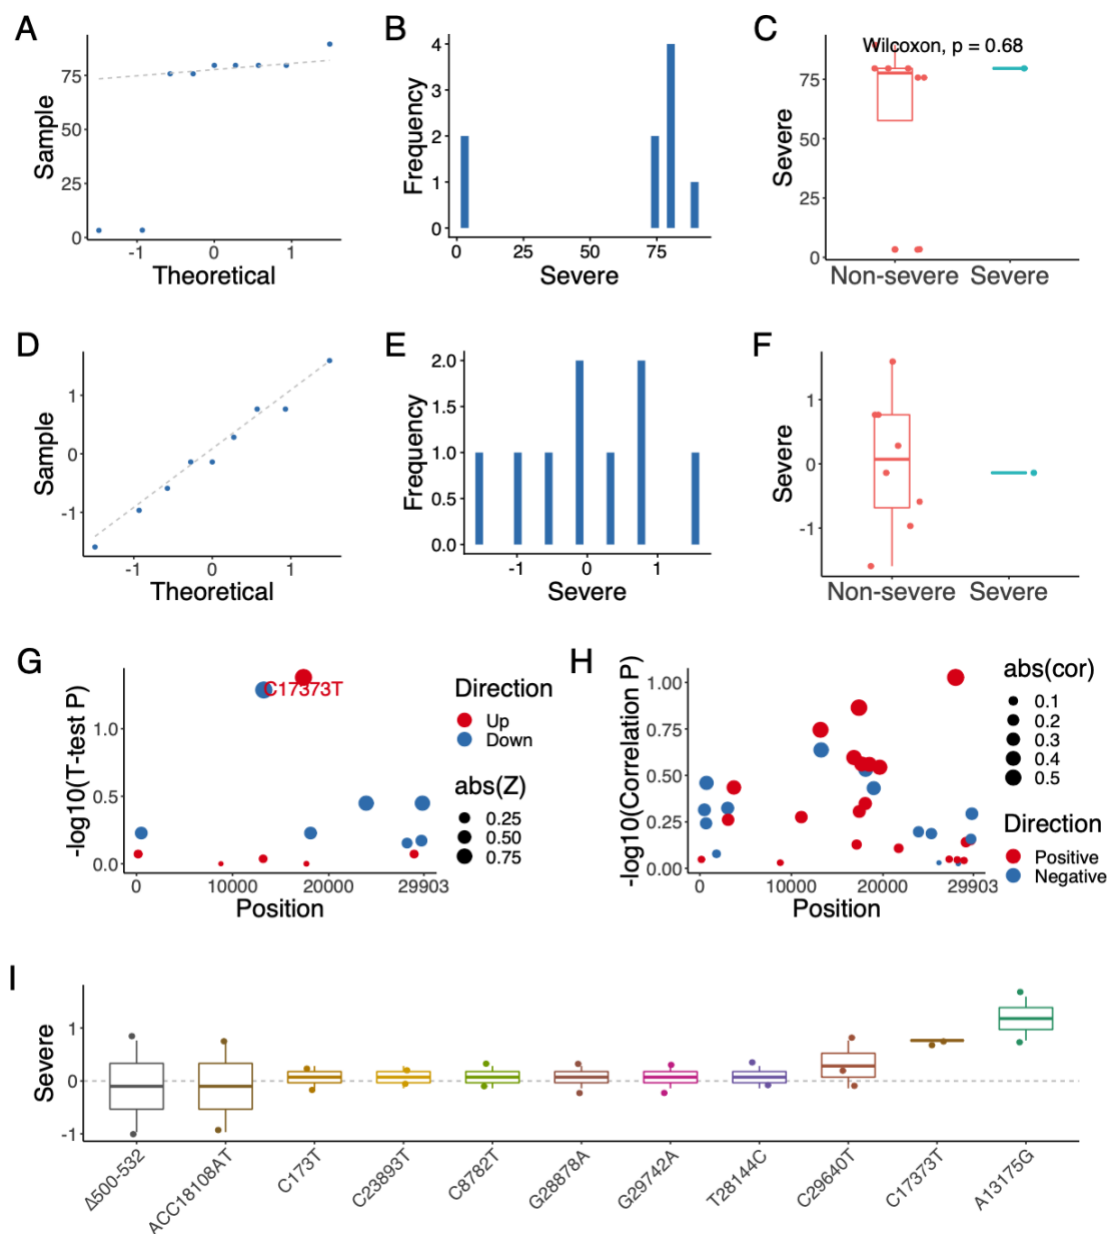 A
75
50
25
0
-1
0
1
Sample
Theoretical
B
4
3
2
1
0
0
25
50
75
Frequency
Severe
C
Wilcoxon, p = 0.68
75
50
25
0
Severe
Non-severe
Severe
D
1
0
-1
-1
0
1
Sample
Theoretical
E
2.0
1.5
1.0
0.5
0.0
-1
0
1
Frequency
Severe
F
1
0
-1
Severe
Non-severe
Severe
G
C17373T
1.0
0.5
0.0
-log10(T-test P)
0
10000
20000
29903
Position
Direction
Up
Down
abs(Z)
0.25
0.50
0.75
H
1.00
0.75
0.50
0.25
0.00
-log10(Correlation P)
0
10000
20000
29903
Position
abs(cor)
0.1
0.2
0.3
0.4
0.5
Direction
Positive
Negative
I
1
0
-1
Severe
Δ500-532
ACC18108AT
C173T
C23893T
C8782T
G28878A
G29742A
T28144C
C29640T
C17373T
A13175G